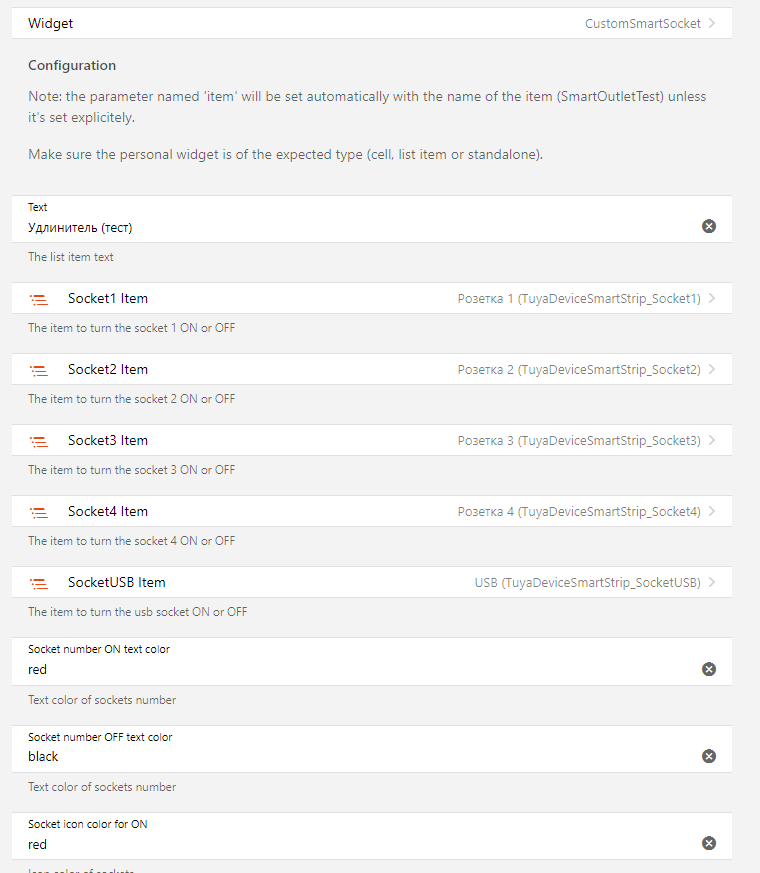 Widget
CustomSmartSocket
Configuration
Note: the parameter named 'item' will be set automatically with the name of the item (SmartOutletTest) unless
it's set explicitly.
Make sure the personal widget is of the expected type (cell, list item or standalone).
Text
Удлинитель (тест)
The list item text
Socket1 Item
Розетка 1 (TuyaDeviceSmartStrip_Socket1)
The item to turn the socket 1 ON or OFF
Socket2 Item
Розетка 2 (TuyaDeviceSmartStrip_Socket2)
The item to turn the socket 2 ON or OFF
Socket3 Item
Розетка 3 (TuyaDeviceSmartStrip_Socket3)
The item to turn the socket 3 ON or OFF
Socket4 Item
Розетка 4 (TuyaDeviceSmartStrip_Socket4)
The item to turn the socket 4 ON or OFF
SocketUSB Item
USB (TuyaDeviceSmartStrip_SocketUSB)
The item to turn the usb socket ON or OFF
Socket number ON text color
red
Text color of sockets number
Socket number OFF text color
black
Text color of sockets number
Socket icon color for ON
red